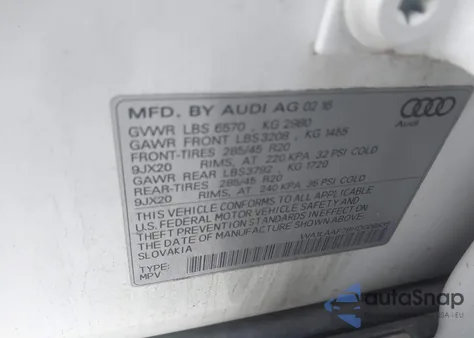 MFD. BY AUDI AG 02 15
GVWR LBS 6570 , KG 2980
GAWR FRONT LBS3208 , KG 1455
FRONT-TIRES 285/45 R20
9JX20 RIMS, AT 220 KPA, 32 PSI COLD
GAWR REAR LBS3792 , KG 1720
REAR-TIRES 285/45 R20
9JX20 RIMS, AT 240 KPA, 35 PSI COLD
THIS VEHICLE CONFORMS TO ALL APPLICABLE
U.S. FEDERAL MOTOR VEHICLE SAFETY AND
THEFT PREVENTION STANDARDS IN EFFECT ON
THE DATE OF MANUFACTURE SHOWN ABOVE.
SLOVAKIA
TYPE:
MPV
Audi
autoSnap